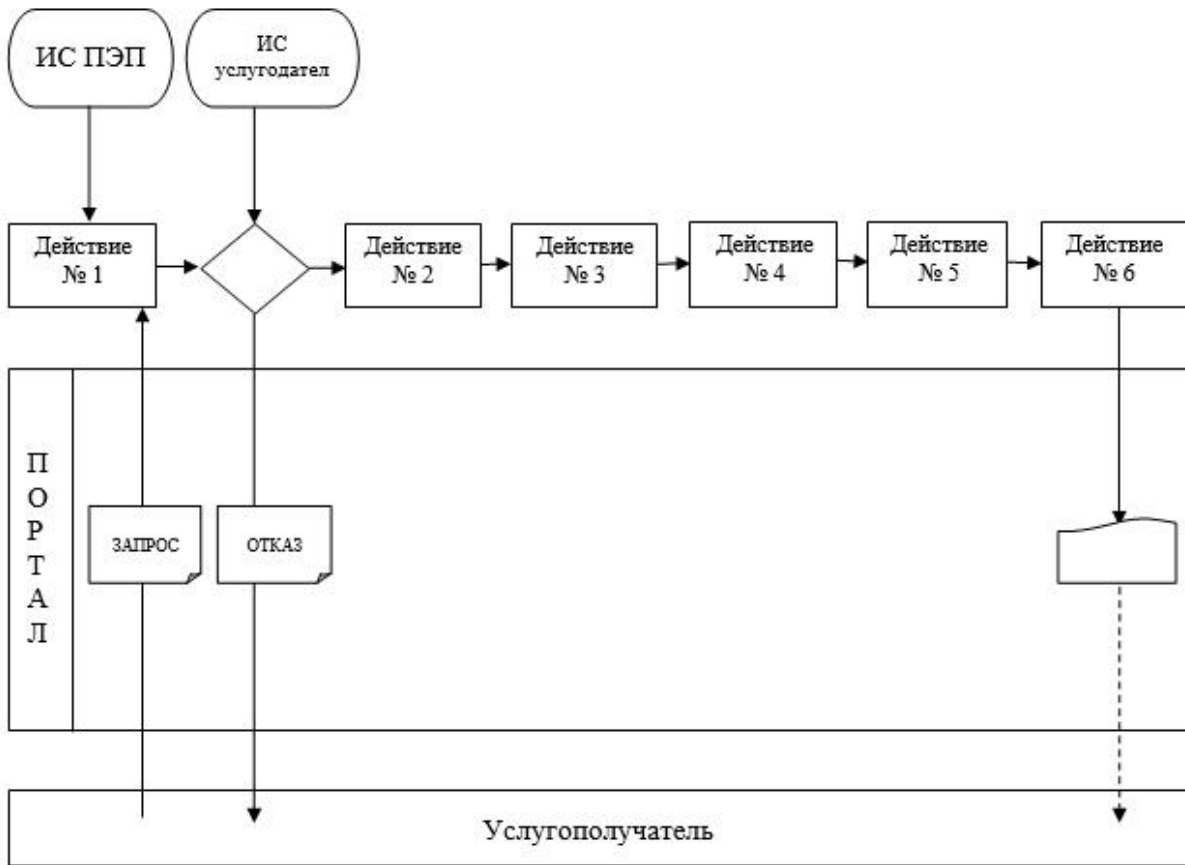 ИС ПЭП
ИС
услугодател
Действие
№ 1
Действие
№ 2
Действие
№ 3
Действие
№ 4
Действие
№ 5
Действие
№ 6
П
О
Р
Т
А
Л
ЗАПРОС
ОТКАЗ
Услугополучатель